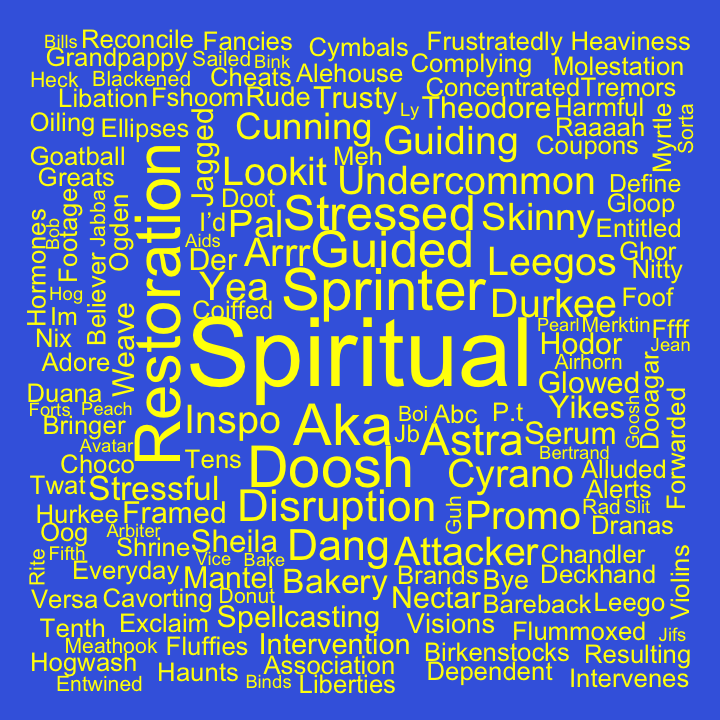 Bills Reconcile Fancies Cymbals Frustratedly Heaviness
Grandpappy Sailed Bink Complying Molestation
Heck Blackened Cheats Alehouse Concentrated Tremors
Libation Fshoom Rude Trusty Ly Theodore Harmful
Oiling Ellipses Cunning Guiding Raaaah Myrtle Sorta
Goatball Jagged Lookit Meh Coupons
Greats Doot Undercommon Define
Restoration I'd Pal Stressed Skinny Gloop
Hormones Bob Footage Jabba Ogden Aids Entitled
Der Arrr Guided Leegos Ghor
Believer Yea Sprinter Durkee Foof Nitty
Hog Coiffed
Im Weave Pearl Merktin Ffff
Nix Spiritual Hodor Jean
Adore Airhorn
Duana Glowed Dooagar
Forts Peach Inspo Aka Boi Abc P.t Yikes Goosh Forwarded
Bringer Jb Astra Serum
Avatar Tens Doosh Bertrand
Choco Cyrano Alluded
Twat Stressful Alerts
Hurkee Framed Disruption Guh Promo Rad Slit
Oog Arbiter Dranas
Rite Fifth Shrine Sheila Dang Attacker Chandler
Vice Bake
Everyday Mantel Bakery Brands Bye Deckhand Violins
Versa Cavorting Donut Nectar Bareback Leego
Tenth Exclaim Spellcasting Visions Flummoxed Jifs
Meathook Fluffies Intervention Birkenstocks Resulting
Hogwash Haunts Association Dependent Intervenes
Entwined Binds Liberties